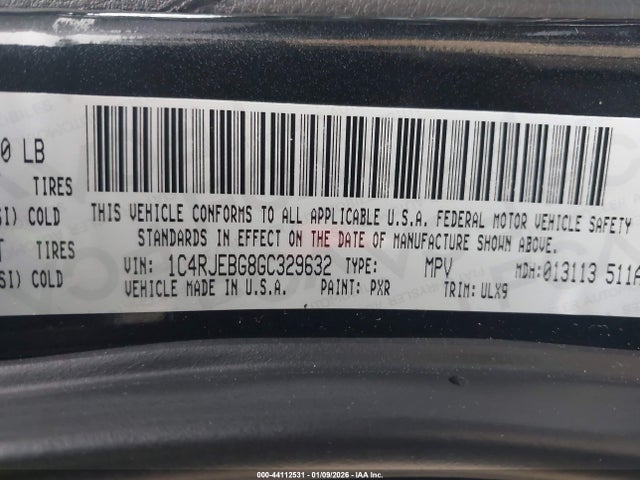 0 LB
TIRES
SI) COLD
TIRES
SI) COLD
THIS VEHICLE CONFORMS TO ALL APPLICABLE U.S.A. FEDERAL MOTOR VEHICLE SAFETY
STANDARDS IN EFFECT ON THE DATE OF MANUFACTURE SHOWN ABOVE.
VIN: 1C4RJEBG8GC329632 TYPE: MPV MDH:013113 511A
VEHICLE MADE IN U.S.A. PAINT: PXR TRIM: ULX9
000-44112531 - 01/09/2026 - IAA Inc.